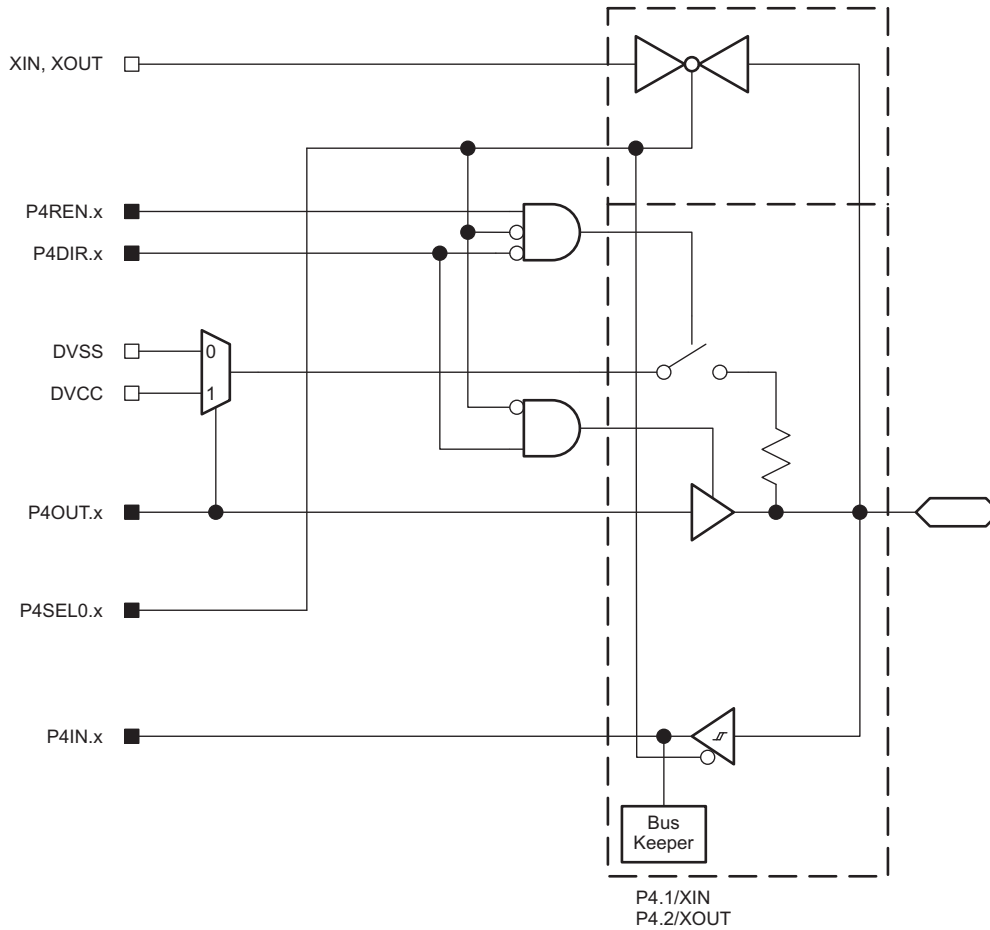 XIN, XOUT
P4REN.x
P4DIR.x
DVSS
0
DVCC
1
P4OUT.x
P4SEL0.x
P4IN.x
Bus
Keeper
P4.1/XIN
P4.2/XOUT